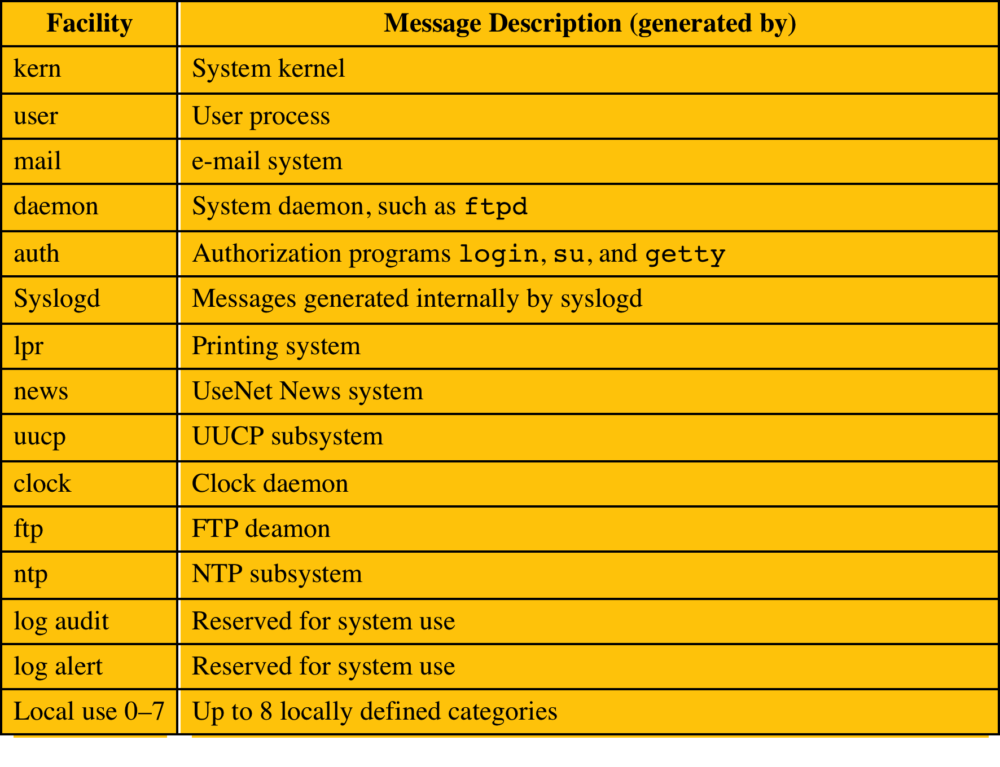 Facility Message Description (generated by)
kern System kernel
user User process
mail e-mail system
daemon System daemon, such as ftpd
auth Authorization programs login, su, and getty
Syslogd Messages generated internally by syslogd
lpr Printing system
news UseNet News system
uucp UUCP subsystem
clock Clock daemon
ftp FTP deamon
ntp NTP subsystem
log audit Reserved for system use
log alert Reserved for system use
Local use 0–7 Up to 8 locally defined categories